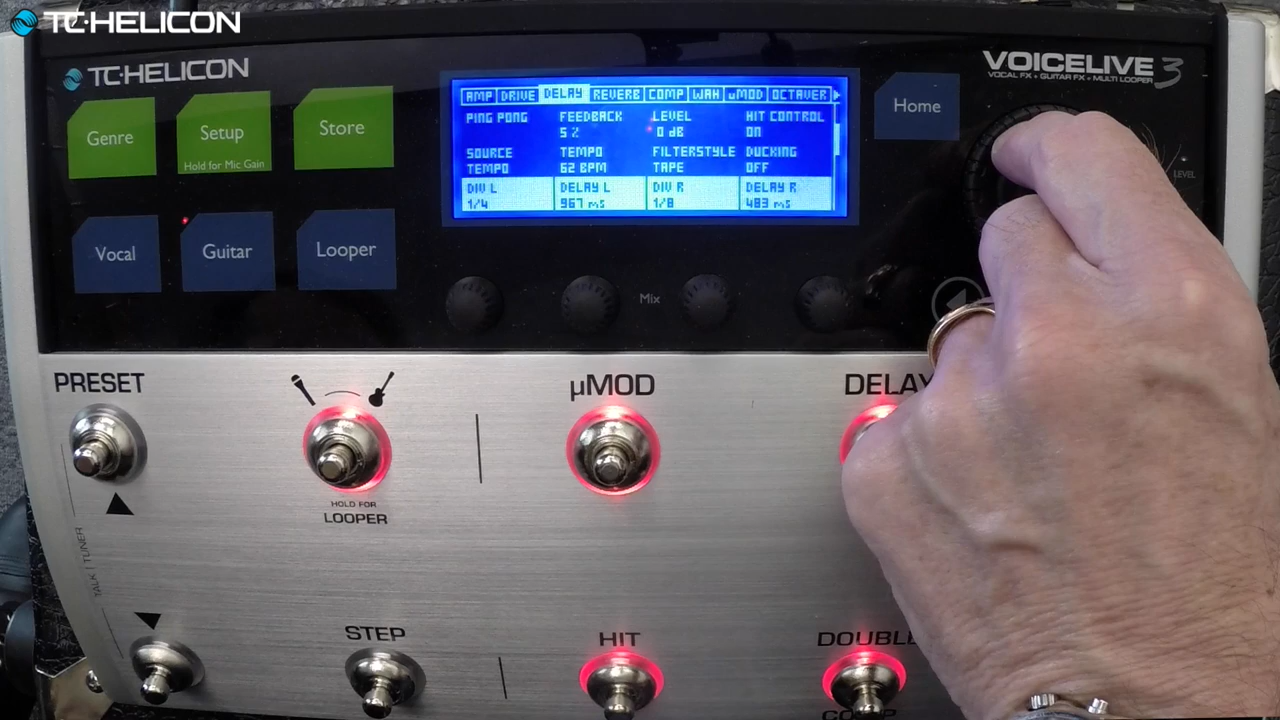 TC·HELICON
TC·HELICON
VOICELIVE 3
VOCAL FX + GUITAR FX + MULTI LOOPER
Genre
Setup
Hold for Mic Gain
Store
Home
LEVEL
AMP DRIVE DELAY REVERB COMP WAH µMOD OCTAVER
PING PONG FEEDBACK LEVEL HIT CONTROL
5 % 0 dB ON
SOURCE TEMPO FILTERSTYLE DUCKING
TEMPO 62 BPM TAPE OFF
DIV L DELAY L DIV R DELAY R
1/4 967 ms 1/8 483 ms
Vocal
Guitar
Looper
Mix
PRESET
µMOD
DELAY
HOLD FOR
LOOPER
TALK / TUNER
STEP
HIT
DOUBLE